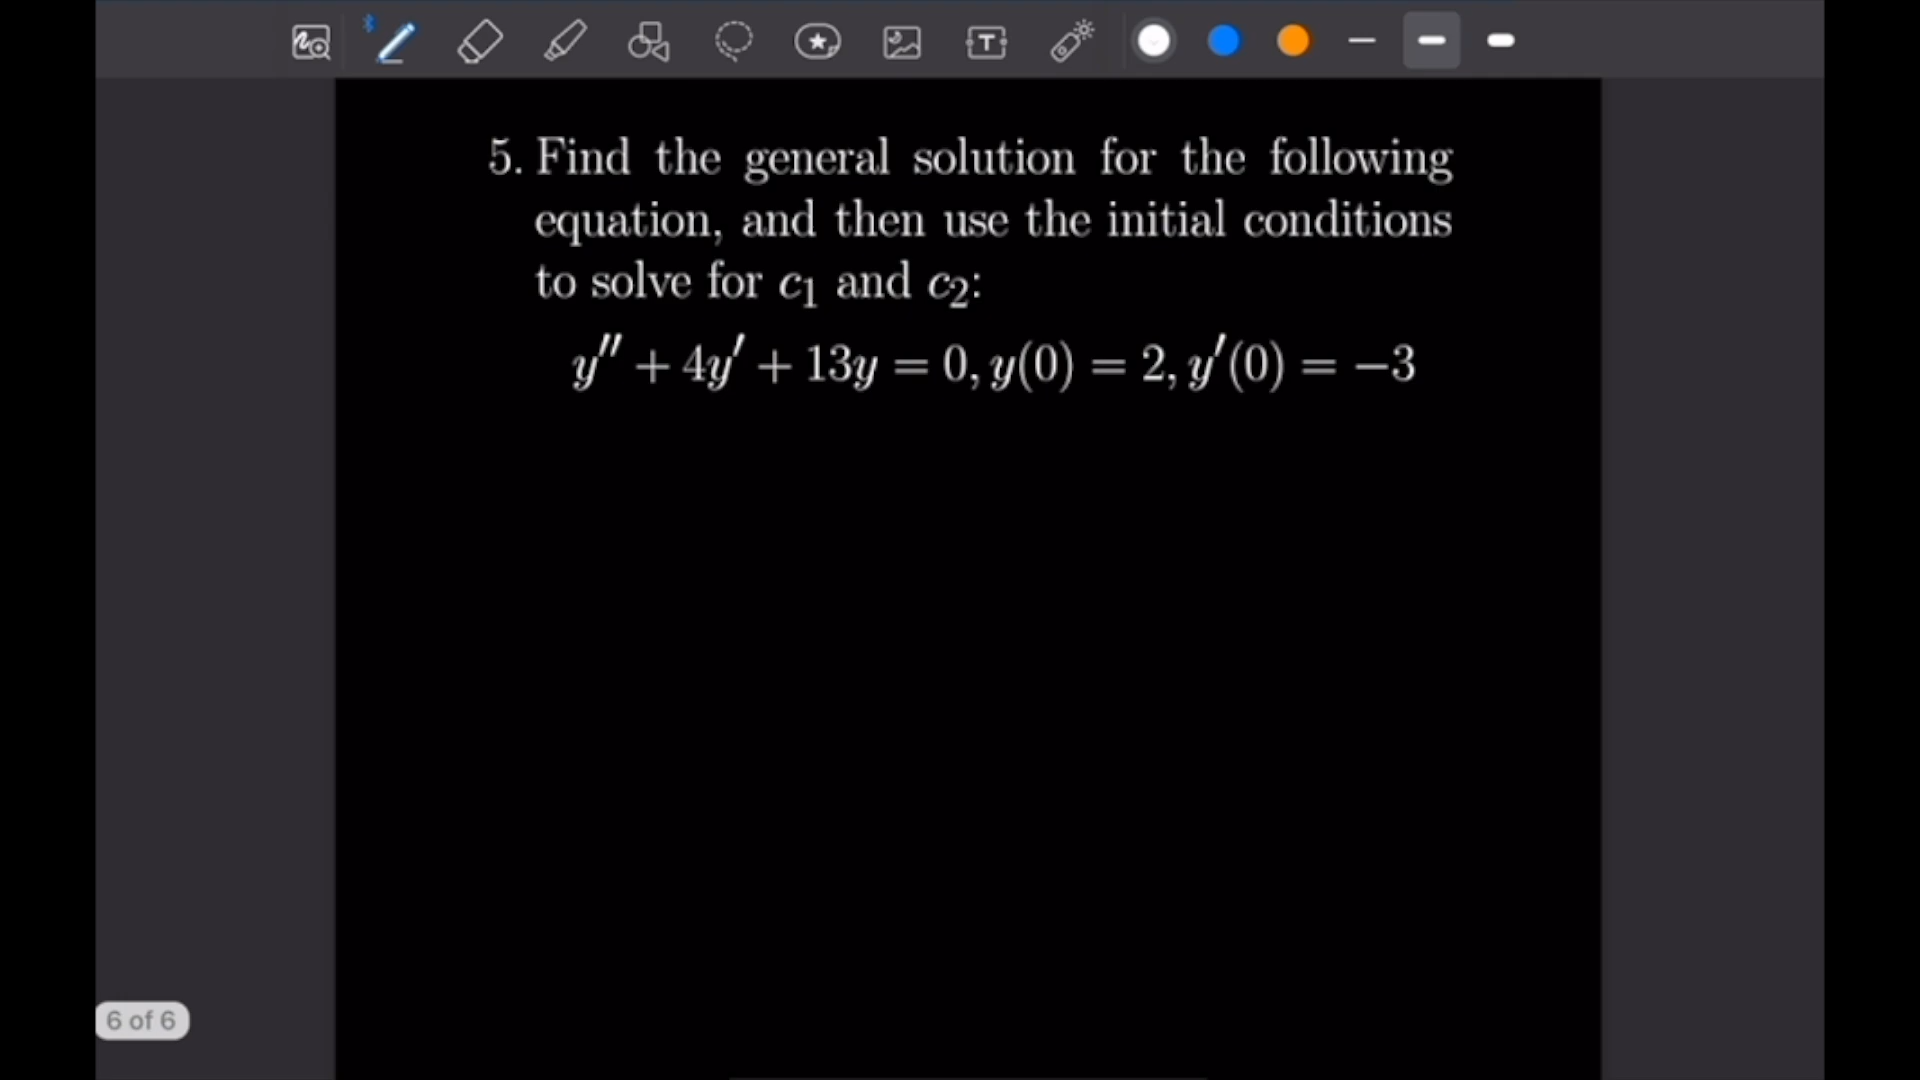 T
5. Find the general solution for the following
equation, and then use the initial conditions
to solve for c₁ and c₂:
y″ + 4y′ + 13y = 0, y(0) = 2, y′(0) = −3
6 of 6